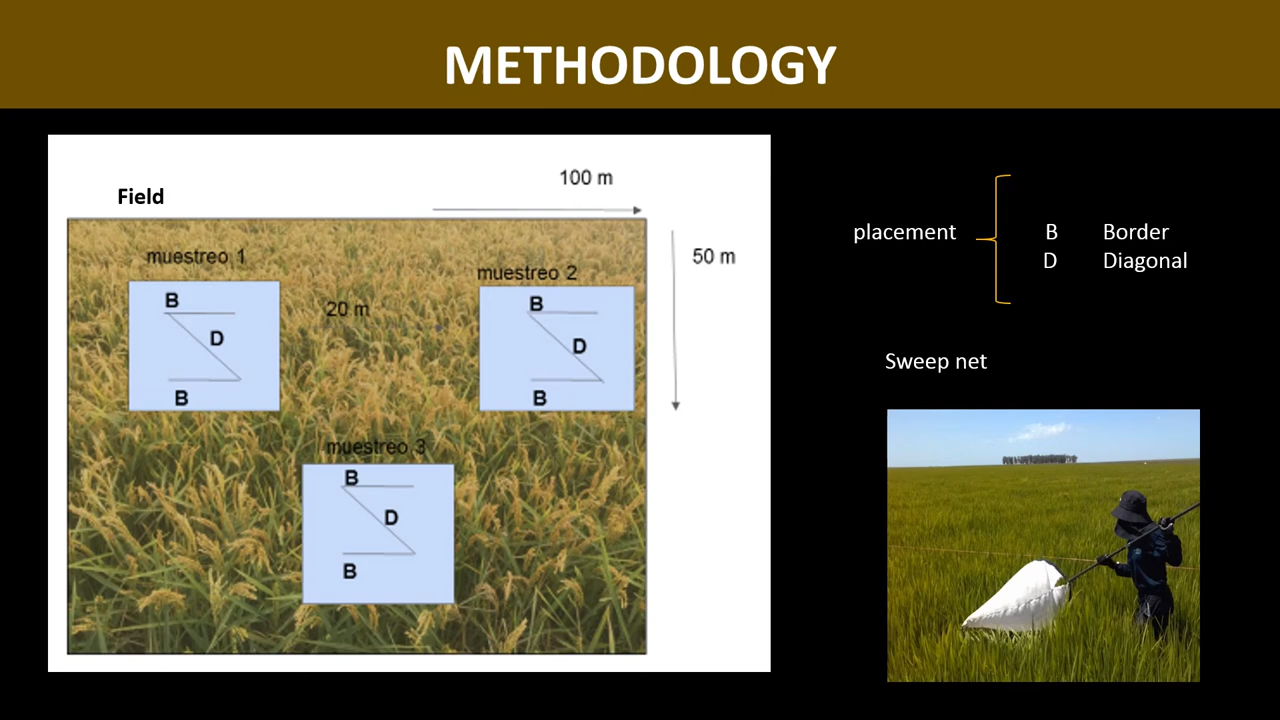 METHODOLOGY
Field
100 m
50 m
muestreo 1
B
D
B
20 m
muestreo 2
B
D
B
muestreo 3
B
D
B
placement
B Border
D Diagonal
Sweep net